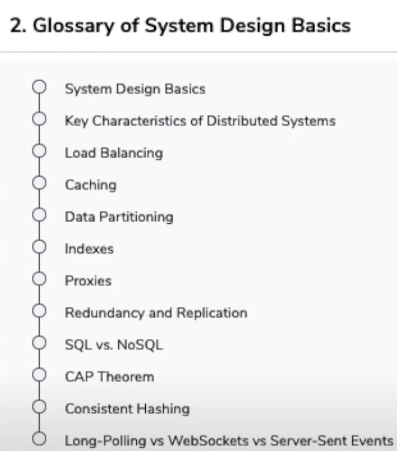 2. Glossary of System Design Basics
System Design Basics
Key Characteristics of Distributed Systems
Load Balancing
Caching
Data Partitioning
Indexes
Proxies
Redundancy and Replication
SQL vs. NoSQL
CAP Theorem
Consistent Hashing
Long-Polling vs WebSockets vs Server-Sent Events